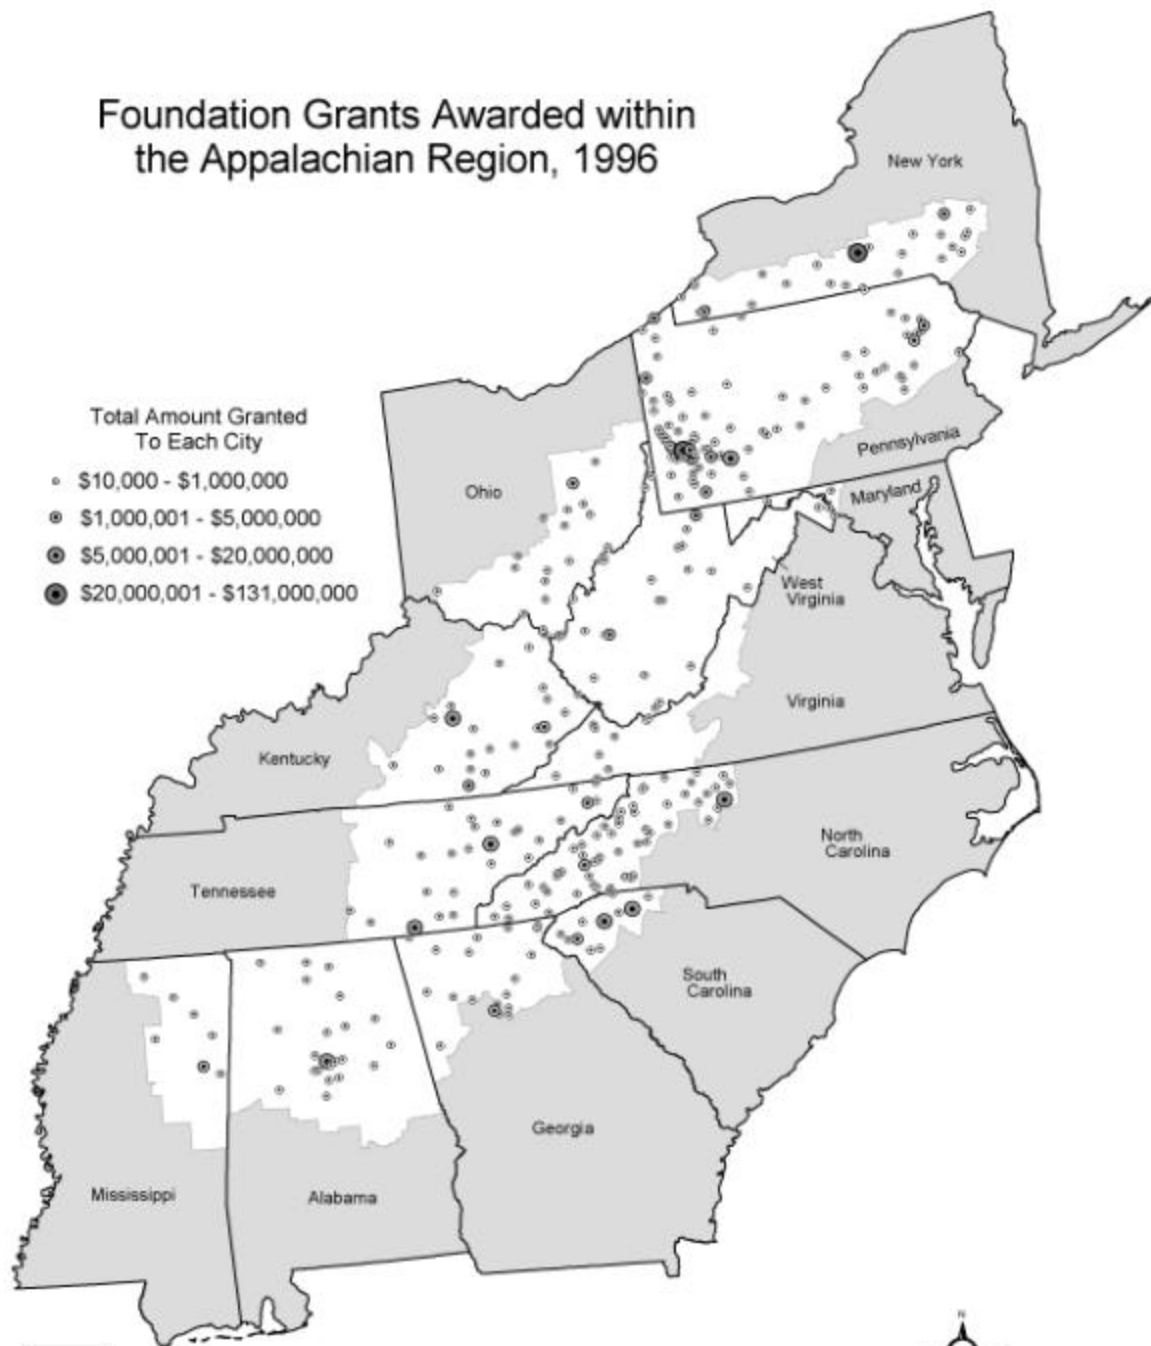 Foundation Grants Awarded within
the Appalachian Region, 1996
New York
Total Amount Granted
To Each City
$10,000 - $1,000,000
$1,000,001 - $5,000,000
$5,000,001 - $20,000,000
$20,000,001 - $131,000,000
Pennsylvania
Ohio
Maryland
West
Virginia
Virginia
Kentucky
North
Carolina
Tennessee
South
Carolina
Georgia
Mississippi
Alabama
N